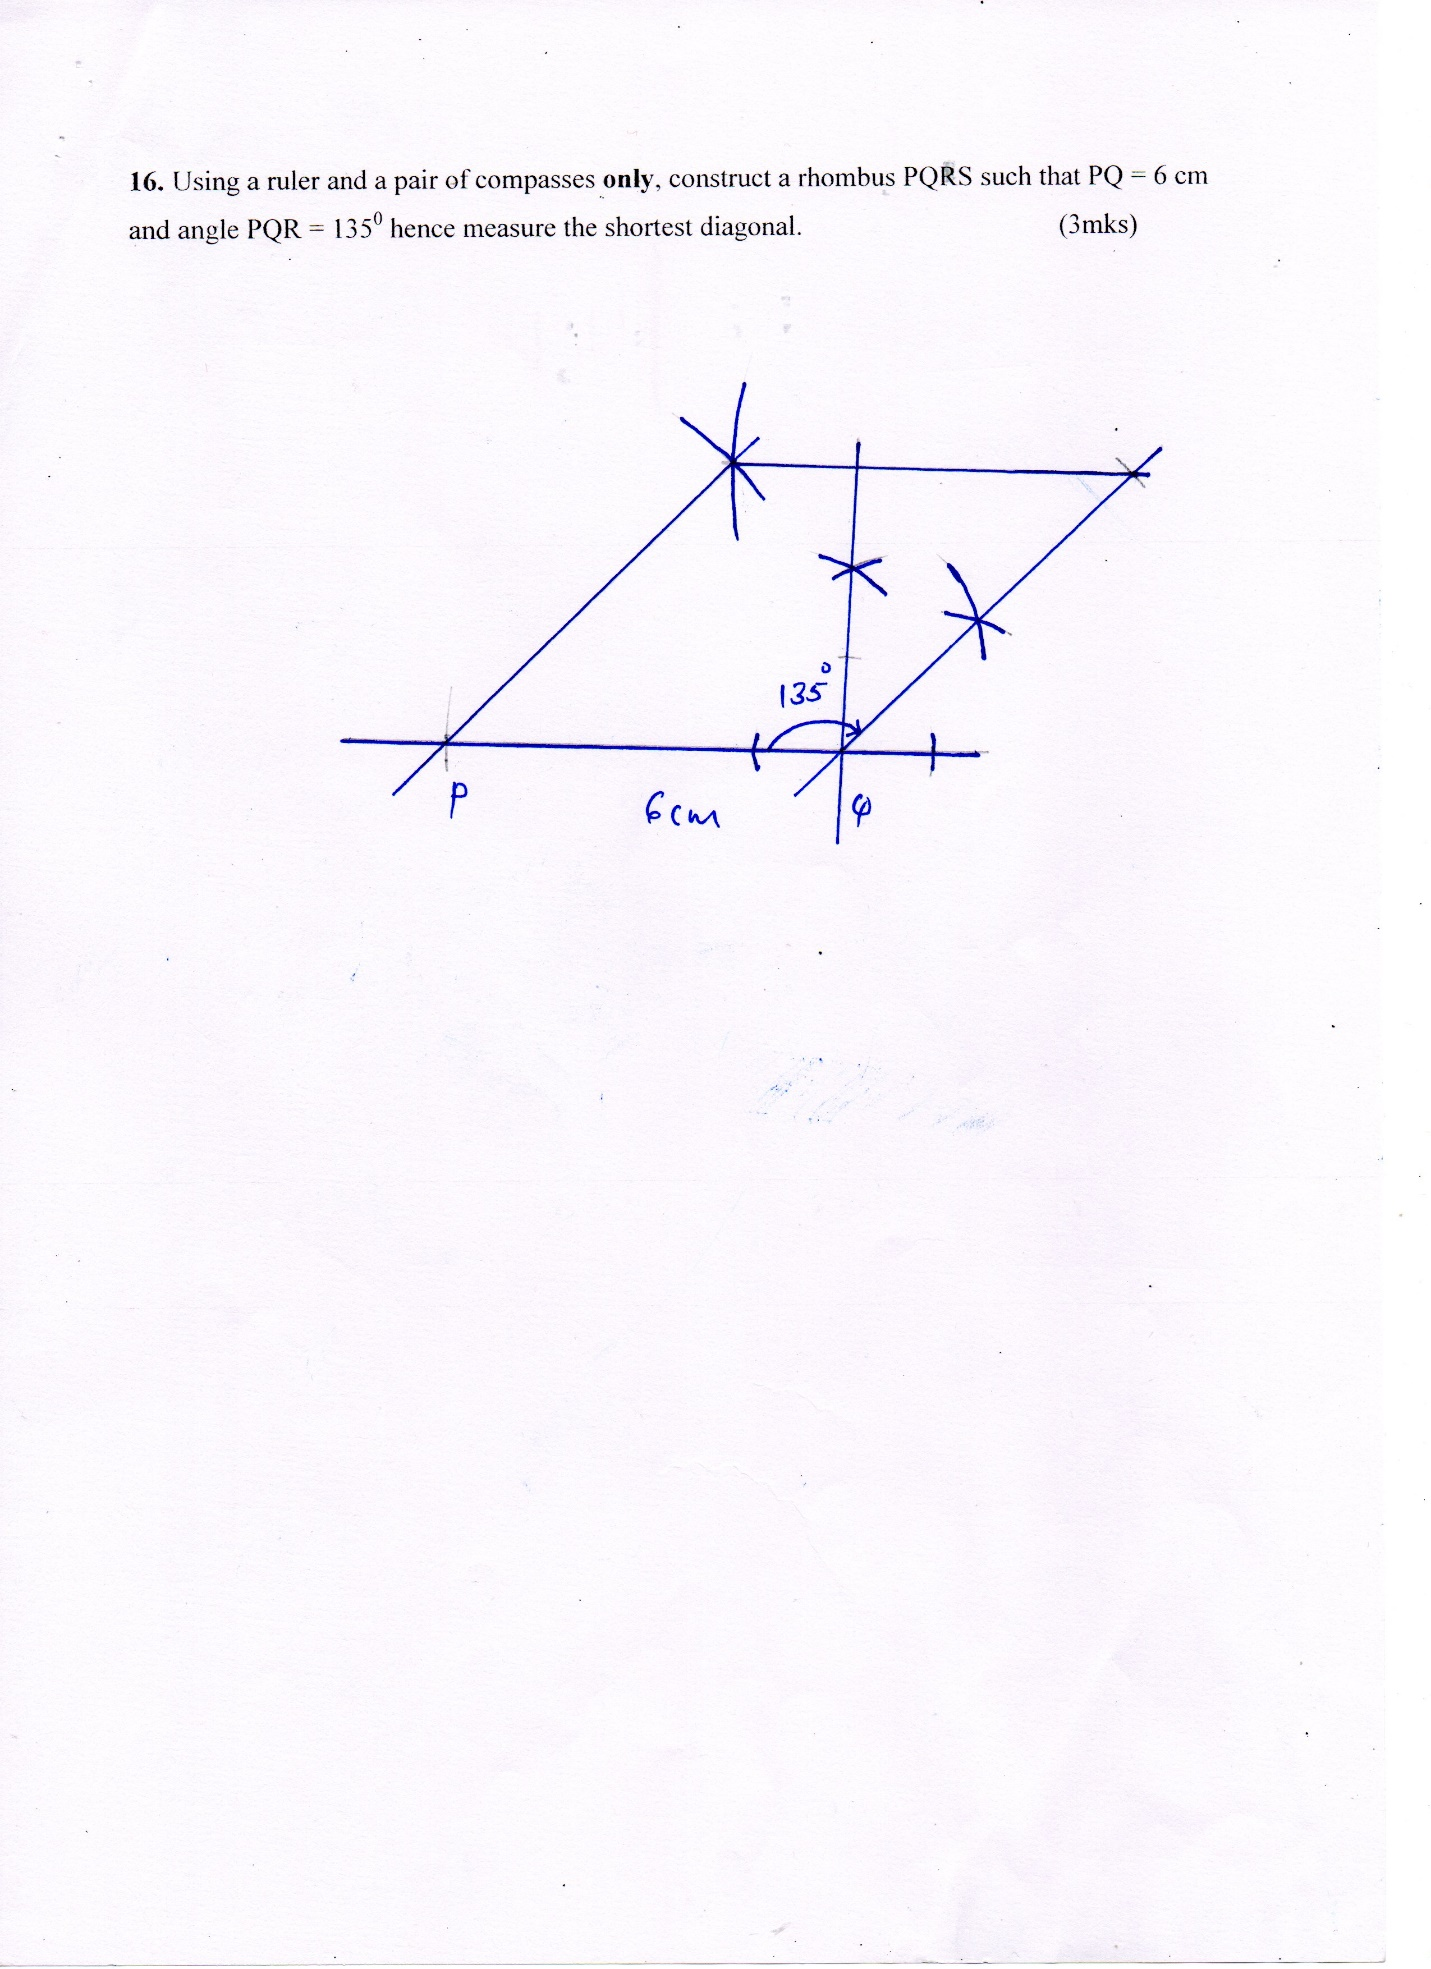 16. Using a ruler and a pair of compasses only, construct a rhombus PQRS such that PQ = 6 cm
and angle PQR = 135⁰ hence measure the shortest diagonal. (3mks)
135°
P
6cm
Q